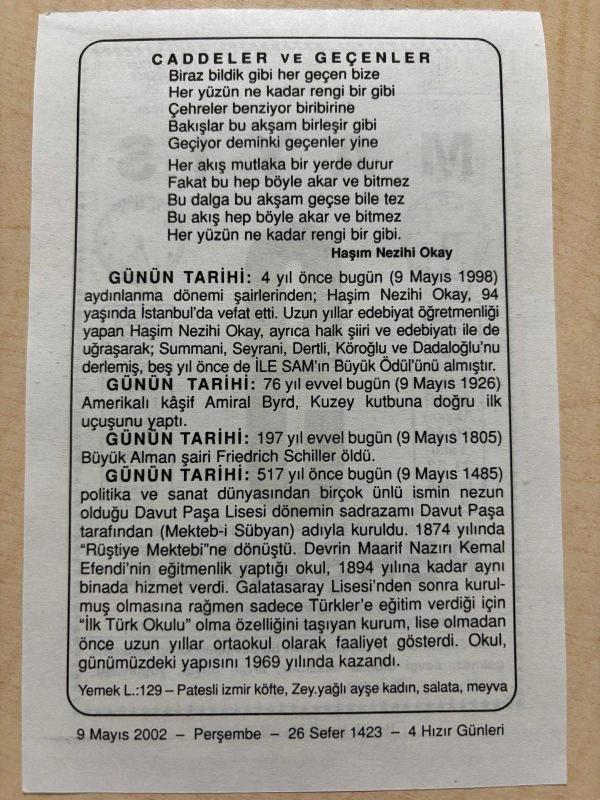 CADDELER VE GEÇENLER
Biraz bildik gibi her geçen bize
Her yüzün ne kadar rengi bir gibi
Çehreler benziyor biribirine
Bakışlar bu akşam birleşir gibi
Geçiyor deminki geçenler yine
Her akış mutlaka bir yerde durur
Fakat bu hep böyle akar ve bitmez
Bu dalga bu akşam geçse bile tez
Bu akış hep böyle akar ve bitmez
Her yüzün ne kadar rengi bir gibi.
Haşım Nezihi Okay
GÜNÜN TARİHİ: 4 yıl önce bugün (9 Mayıs 1998)
aydınlanma dönemi şairlerinden; Haşim Nezihi Okay, 94
yaşında İstanbul'da vefat etti. Uzun yıllar edebiyat öğretmenliği
yapan Haşim Nezihi Okay, ayrıca halk şiiri ve edebiyatı ile de
uğraşarak; Summani, Seyrani, Dertli, Köroğlu ve Dadaloğlu'nu
derlemiş, beş yıl önce de İLE SAM'ın Büyük Ödül'ünü almıştır.
GÜNÜN TARİHİ: 76 yıl evvel bugün (9 Mayıs 1926)
Amerikalı kâşif Amiral Byrd, Kuzey kutbuna doğru ilk
uçuşunu yaptı.
GÜNÜN TARİHİ: 197 yıl evvel bugün (9 Mayıs 1805)
Büyük Alman şairi Friedrich Schiller öldü.
GÜNÜN TARİHİ: 517 yıl önce bugün (9 Mayıs 1485)
politika ve sanat dünyasından birçok ünlü ismin nezun
olduğu Davut Paşa Lisesi dönemin sadrazamı Davut Paşa
tarafından (Mekteb-i Sübyan) adıyla kuruldu. 1874 yılında
"Rüştiye Mektebi"ne dönüştü. Devrin Maarif Nazırı Kemal
Efendi'nin eğitmenlik yaptığı okul, 1894 yılına kadar aynı
binada hizmet verdi. Galatasaray Lisesi'nden sonra kurul-
muş olmasına rağmen sadece Türkler'e eğitim verdiği için
"İlk Türk Okulu" olma özelliğini taşıyan kurum, lise olmadan
önce uzun yıllar ortaokul olarak faaliyet gösterdi. Okul,
günümüzdeki yapısını 1969 yılında kazandı.
Yemek L.:129 – Patesli izmir köfte, Zey.yağlı ayşe kadın, salata, meyva
9 Mayıs 2002 – Perşembe – 26 Sefer 1423 – 4 Hızır Günleri